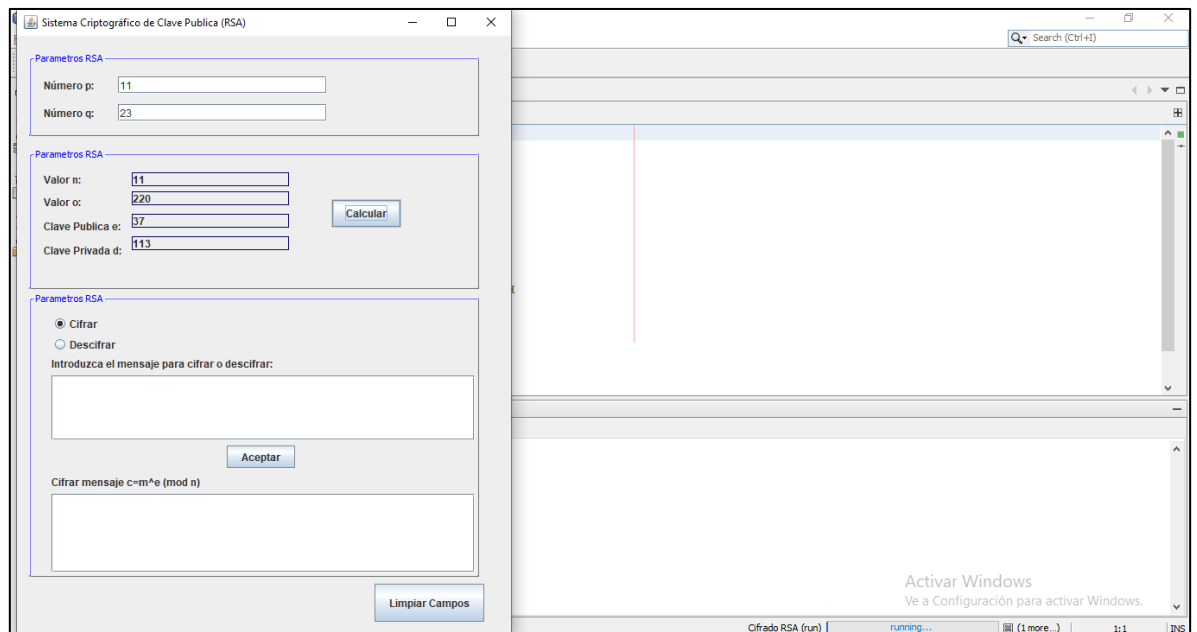 Sistema Criptográfico de Clave Publica (RSA)
Search (Ctrl+I)
Parametros RSA
Número p: 11
Número q: 23
Parametros RSA
Valor n: 11
Valor o: 220
Clave Publica e: 37
Clave Privada d: 113
Calcular
Parametros RSA
Cifrar
Descifrar
Introduzca el mensaje para cifrar o descifrar:
Aceptar
Cifrar mensaje c=m^e (mod n)
Limpiar Campos
Activar Windows
Ve a Configuración para activar Windows.
Cifrado RSA (run) running... (1 more...) 1:1 INS